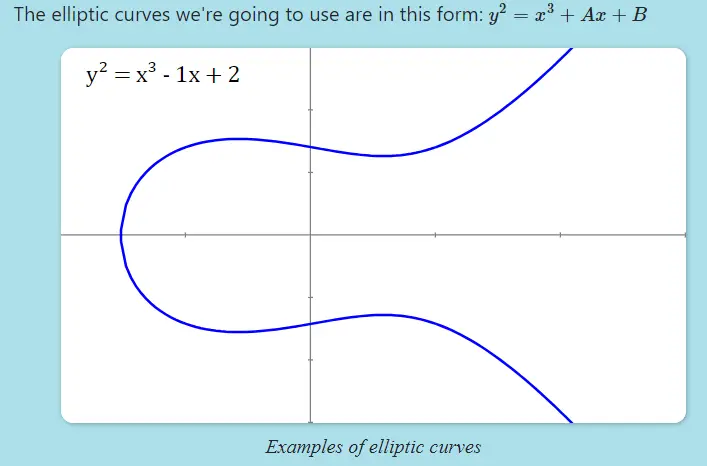 The elliptic curves we're going to use are in this form: y² = x³ + Ax + B
y² = x³ - 1x + 2
Examples of elliptic curves